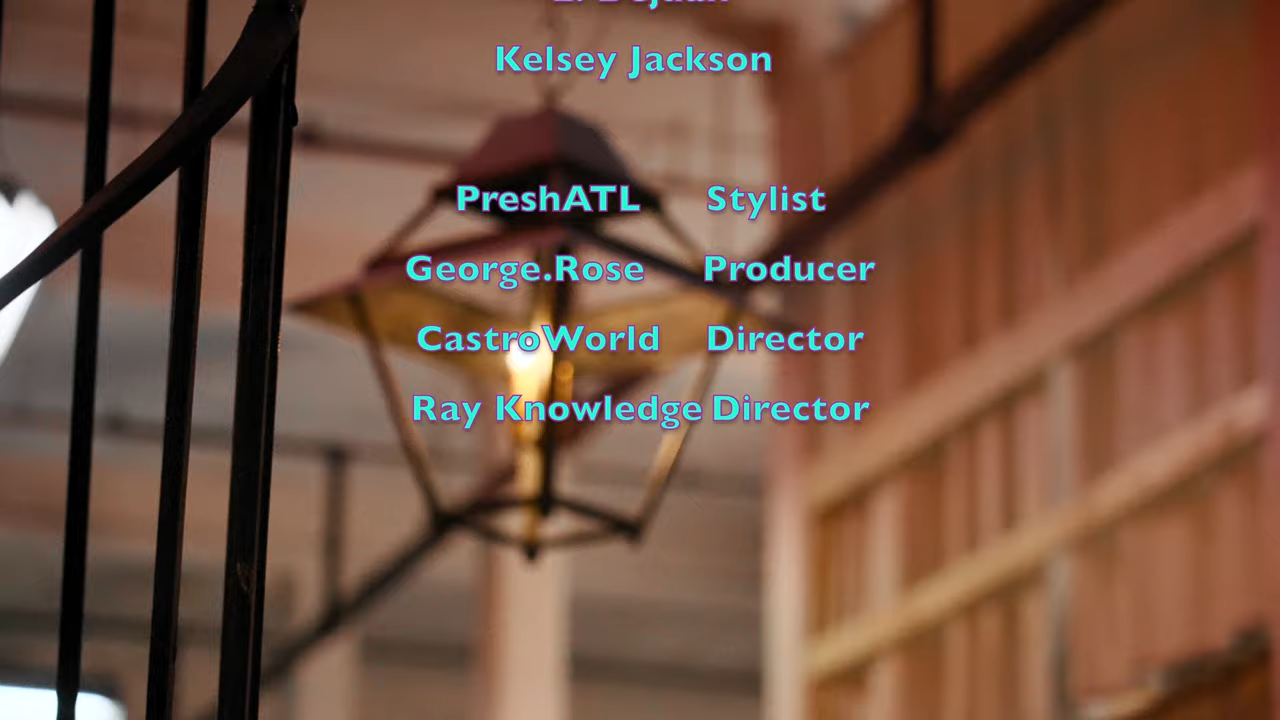 Kelsey Jackson
PreshATL Stylist
George.Rose Producer
CastroWorld Director
Ray Knowledge Director